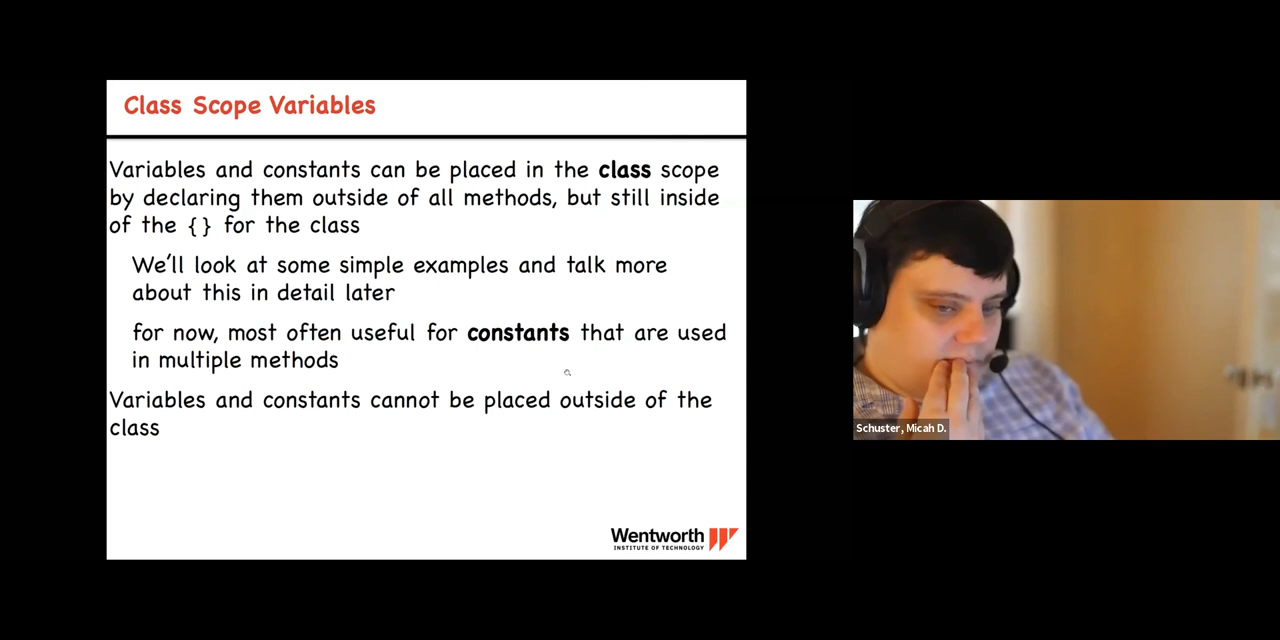 Class Scope Variables
Variables and constants can be placed in the class scope
by declaring them outside of all methods, but still inside
of the {} for the class
We'll look at some simple examples and talk more
about this in detail later
for now, most often useful for constants that are used
in multiple methods
Variables and constants cannot be placed outside of the
class
Wentworth
INSTITUTE OF TECHNOLOGY
Schuster, Micah D.